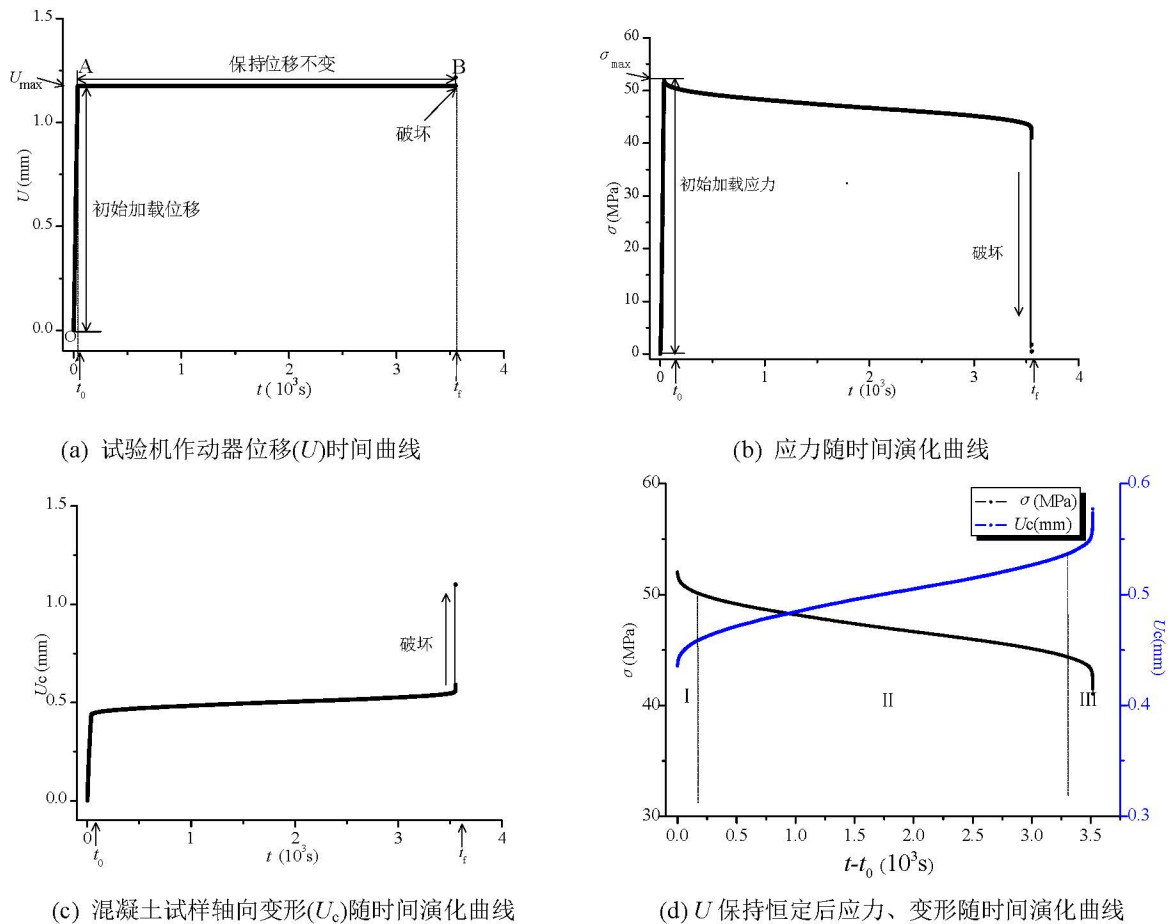 1.5
1.0
0.5
0.0
U (mm)
U_max
A
B
保持位移不变
破坏
初始加载位移
O
0 1 2 3 4
t₀
t ( 10³s)
t_f
(a) 试验机作动器位移(U)时间曲线
60
50
40
30
20
10
0
σ (MPa)
σ_max
初始加载应力
破坏
0 1 2 3 4
t₀
t (10³s)
t_f
(b) 应力随时间演化曲线
1.5
1.0
0.5
0.0
Uc (mm)
破坏
0 1 2 3 4
t₀
t (10³s)
t_f
(c) 混凝土试样轴向变形(U_c)随时间演化曲线
60
50
40
30
σ (MPa)
σ (MPa)
Uc(mm)
0.6
0.5
0.4
0.3
Uc(mm)
I
II
III
0.0 0.5 1.0 1.5 2.0 2.5 3.0 3.5
t-t₀ (10³s)
(d) U 保持恒定后应力、变形随时间演化曲线